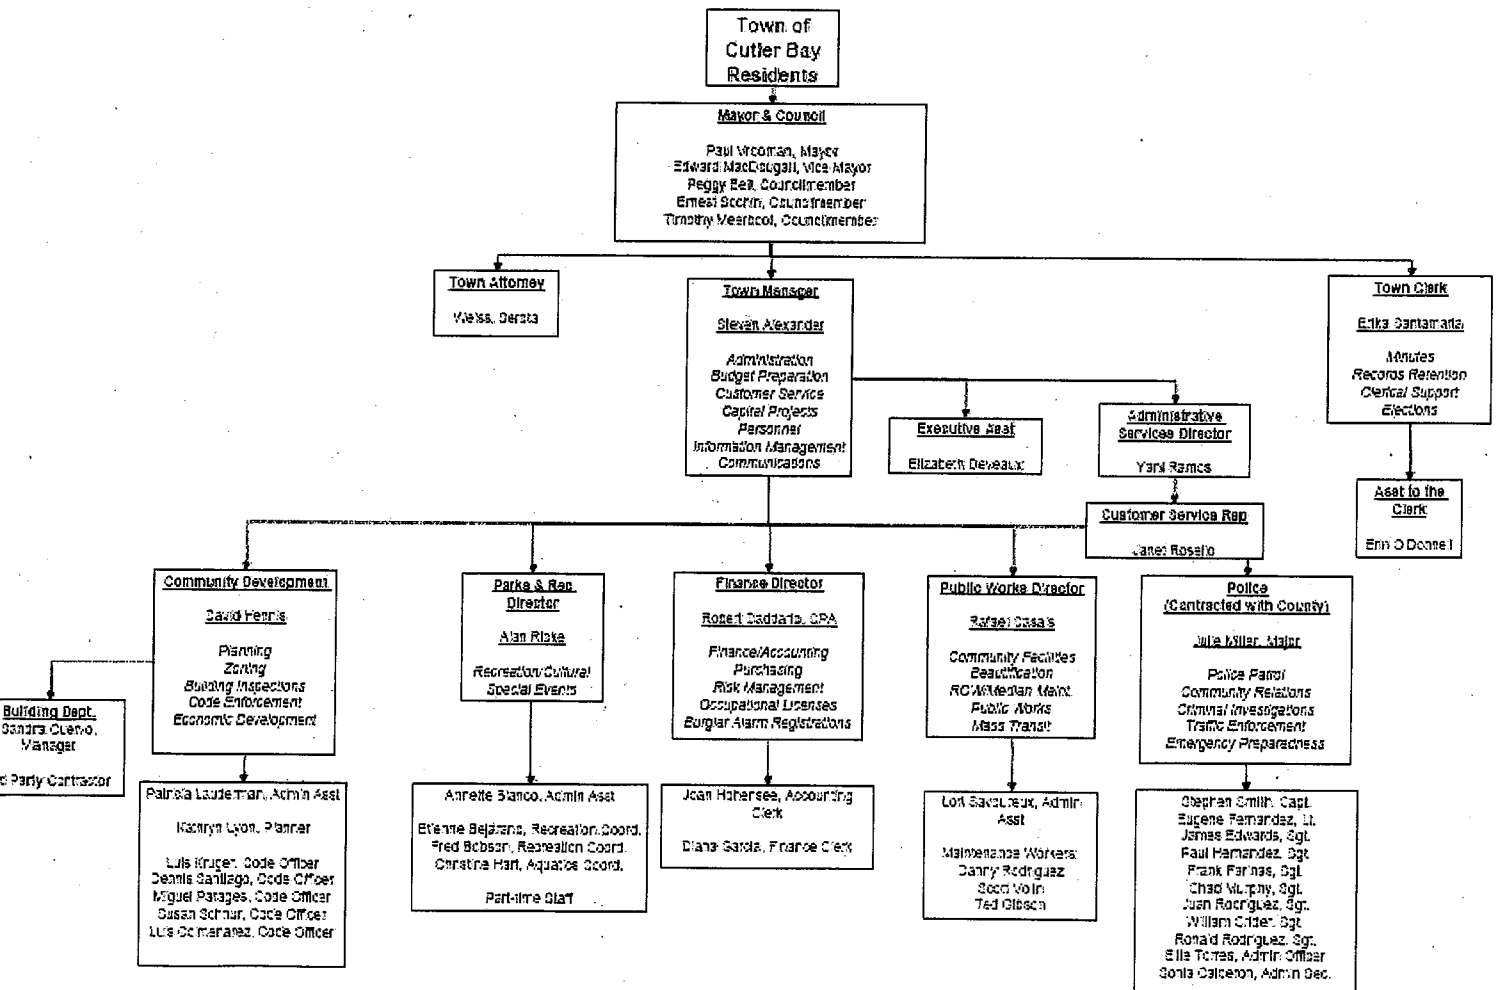 Town of
Cutler Bay
Residents
Mayor & Council
Paul Vrooman, Mayor
Edward MacDougall, Vice Mayor
Peggy Bell, Councilmember
Ernest Sochin, Councilmember
Timothy Meerbott, Councilmember
Town Attorney
Weiss, Serota
Town Manager
Steven Alexander
Administration
Budget Preparation
Customer Service
Capital Projects
Personnel
Information Management
Communications
Town Clerk
Erika Santamaria
Minutes
Records Retention
Clerical Support
Elections
Executive Asst
Elizabeth Deveaux
Administrative
Services Director
Yani Ramos
Asst to the
Clerk
Erin O'Donnell
Customer Service Rep
Janet Rosello
Community Development
David Hennis
Planning
Zoning
Building Inspections
Code Enforcement
Economic Development
Parks & Rec
Director
Alan Ricke
Recreation/Cultural
Special Events
Finance Director
Robert Daddario, CPA
Finance/Accounting
Purchasing
Risk Management
Occupational Licenses
Burglar Alarm Registrations
Public Works Director
Rafael Casals
Community Facilities
Beautification
ROW/Median Maint.
Public Works
Mass Transit
Police
(Contracted with County)
Julie Miller, Major
Police Patrol
Community Relations
Criminal Investigations
Traffic Enforcement
Emergency Preparedness
Building Dept.
Sandra Cuervo,
Manager
Party Contractor
Patricia Lauderman, Admin Asst
Kathryn Lyon, Planner
Luis Kruger, Code Officer
Dennis Santiago, Code Officer
Miguel Parages, Code Officer
Susan Schnur, Code Officer
Luis Colmenarez, Code Officer
Annette Blanco, Admin Asst
Etienne Bejarano, Recreation Coord.
Fred Bobson, Recreation Coord.
Christina Hart, Aquatics Coord.
Part-time Staff
Joan Hohensee, Accounting
Clerk
Diana Garcia, Finance Clerk
Lori Admin
Asst
Maintenance Workers:
Danny Rodriguez
Scott
Ted Gibson
Stephen Smith, Capt.
Eugene Fernandez, Lt.
James Edwards, Sgt.
Paul Hernandez, Sgt.
Frank Farinas, Sgt.
Chad Murphy, Sgt.
Juan Rodriguez, Sgt.
William Crider, Sgt.
Ronald Rodriguez, Sgt.
Ellie Torres, Admin Officer
Sonia Calderon, Admin Sec.